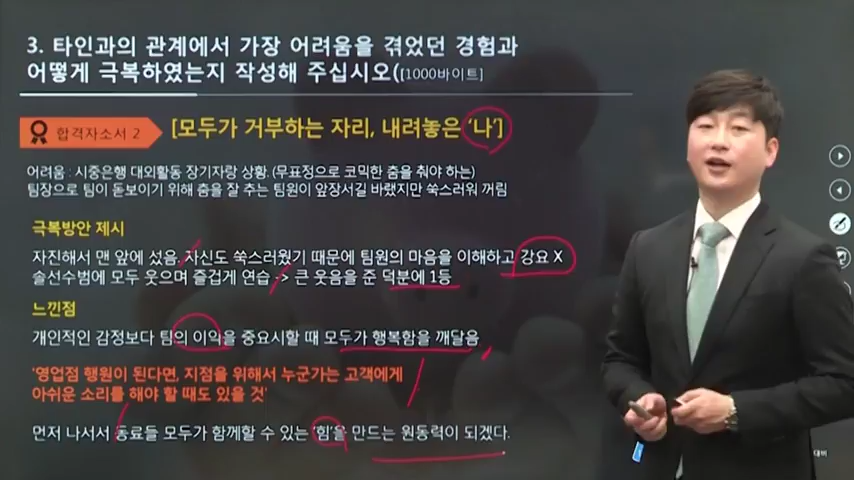 3. 타인과의 관계에서 가장 어려움을 겪었던 경험과
어떻게 극복하였는지 작성해 주십시오([1000바이트]
합격자소서 2
[모두가 거부하는 자리, 내려놓은 '나']
어려움 : 시중은행 대외활동 장기자랑 상황. (무표정으로 코믹한 춤을 춰야 하는)
팀장으로 팀이 돋보이기 위해 춤을 잘 추는 팀원이 앞장서길 바랬지만 쑥스러워 꺼림
극복방안 제시
자진해서 맨 앞에 섰음. 자신도 쑥스러웠기 때문에 팀원의 마음을 이해하고 강요 X
솔선수범에 모두 웃으며 즐겁게 연습 -> 큰 웃음을 준 덕분에 1등
느낀점
개인적인 감정보다 팀의 이익을 중요시할 때 모두가 행복함을 깨달음
'영업점 행원이 된다면, 지점을 위해서 누군가는 고객에게
아쉬운 소리를 해야 할 때도 있을 것'
먼저 나서서 동료들 모두가 함께할 수 있는 '힘'을 만드는 원동력이 되겠다.
대비